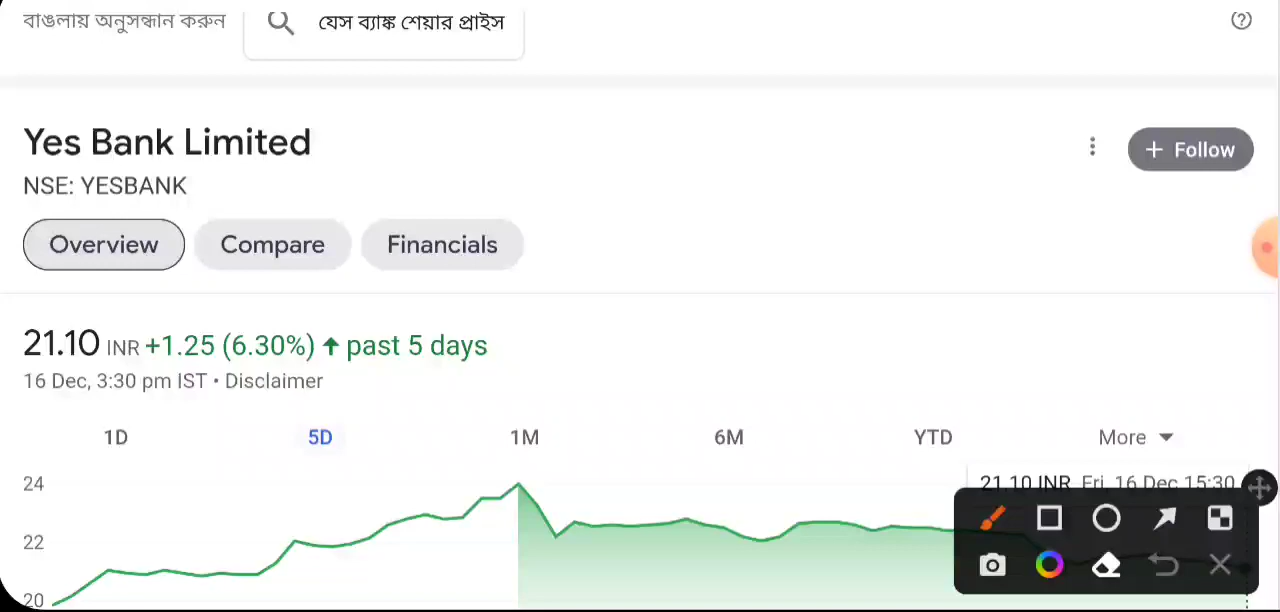 বাঙলায় অনুসন্ধান করুন
যেস ব্যাঙ্ক শেয়ার প্রাইস
Yes Bank Limited
+ Follow
NSE: YESBANK
Overview
Compare
Financials
21.10 INR +1.25 (6.30%) ↑ past 5 days
16 Dec, 3:30 pm IST • Disclaimer
1D
5D
1M
6M
YTD
More
21.10 INR Fri, 16 Dec 15:30
24
22
20